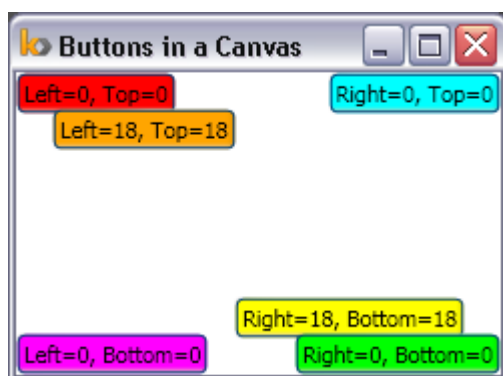 Buttons in a Canvas
Left=0, Top=0
Right=0, Top=0
Left=18, Top=18
Right=18, Bottom=18
Left=0, Bottom=0
Right=0, Bottom=0